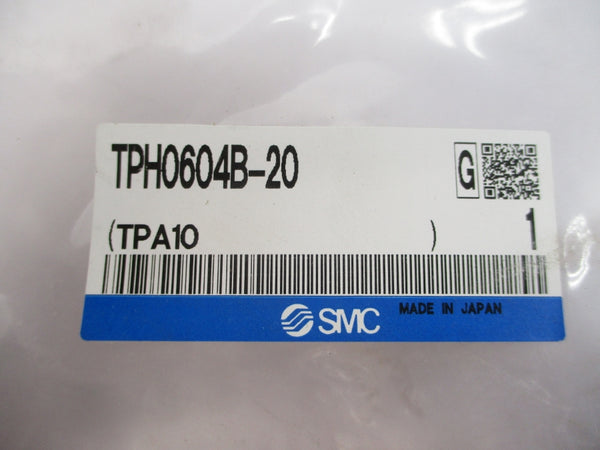 TPH0604B-20
G
(TPA10 ) 1
SMC
MADE IN JAPAN